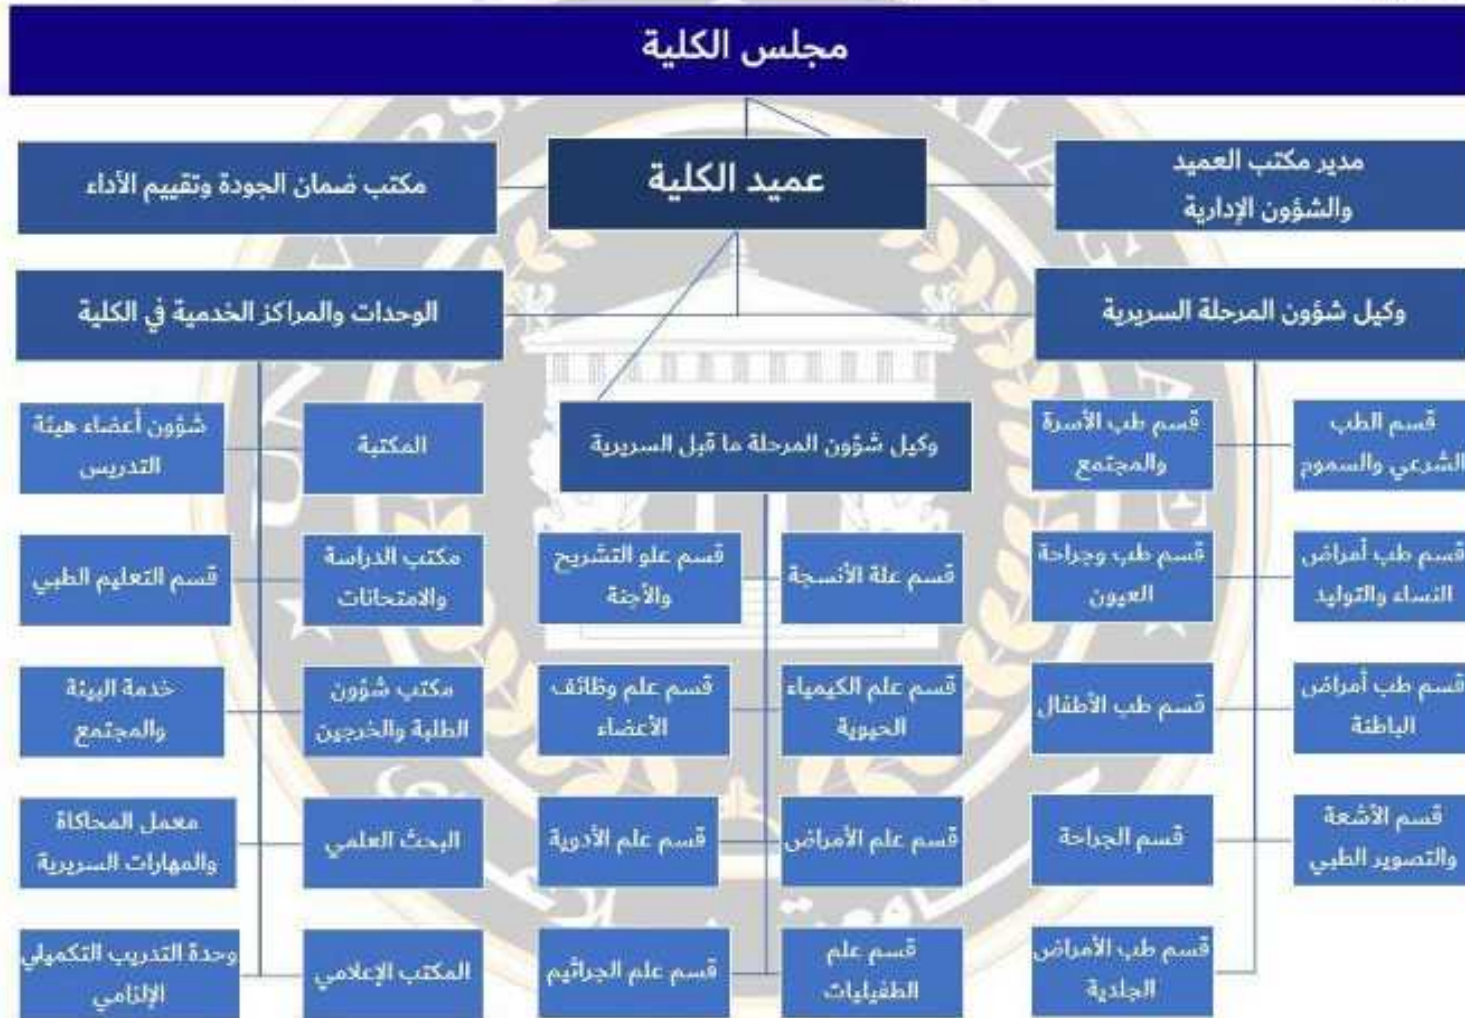 مجلس الكلية
مدير مكتب العميد
والشؤون الإدارية
عميد الكلية
مكتب ضمان الجودة وتقييم الأداء
وكيل شؤون المرحلة السريرية
الوحدات والمراكز الخدمية في الكلية
قسم الطب
الشرعي والسموم
قسم طب الأسرة
والمجتمع
وكيل شؤون المرحلة ما قبل السريرية
المكتبة
شؤون أعضاء هيئة
التدريس
قسم طب أمراض
النساء والتوليد
قسم طب وجراحة
العيون
قسم علة الأنسجة
قسم علو التشريح
والأجنة
مكتب الدراسة
والامتحانات
قسم التعليم الطبي
قسم طب أمراض
الباطنة
قسم طب الأطفال
قسم علم الكيمياء
الحيوية
قسم علم وظائف
الأعضاء
مكتب شؤون
الطلبة والخرجين
خدمة البيئة
والمجتمع
قسم الأشعة
والتصوير الطبي
قسم الجراحة
قسم علم الأمراض
قسم علم الأدوية
البحث العلمي
معمل المحاكاة
والمهارات السريرية
قسم طب الأمراض
الجلدية
قسم علم
الطفيليات
قسم علم الجراثيم
المكتب الإعلامي
وحدة التدريب التكميلي
الإلزامي